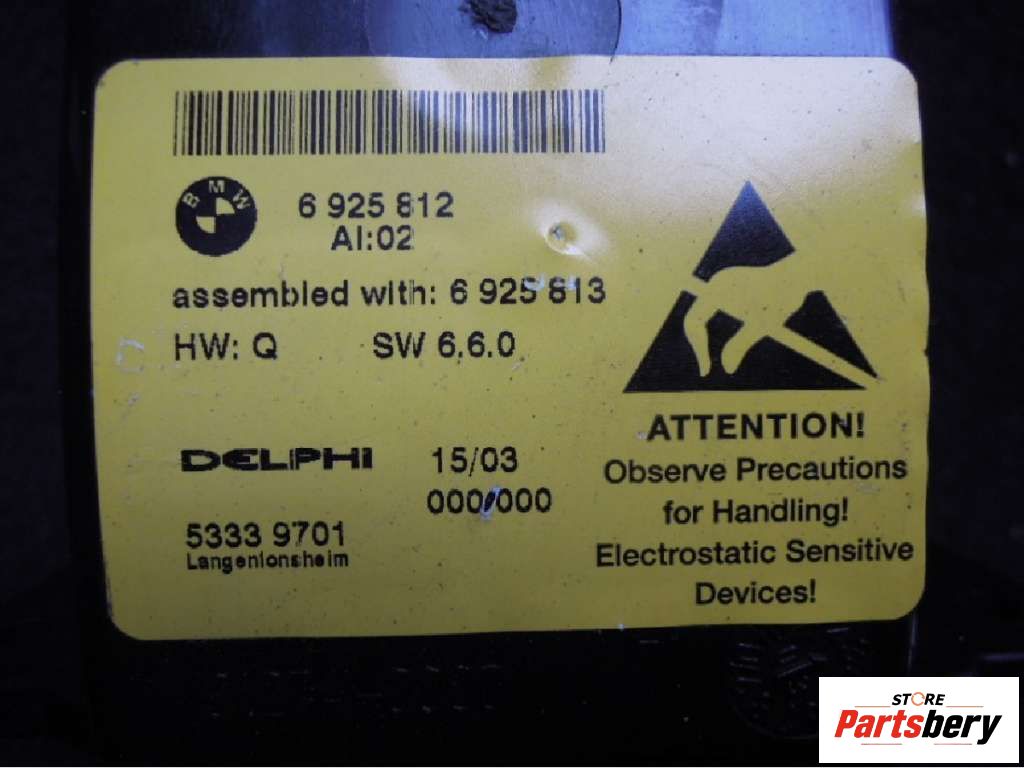 BMW
6 925 812
AI:02
assembled with: 6 925 813
HW: Q SW 6.6.0
DELPHI 15/03
000/000
5333 9701
Langenlonsheim
ATTENTION!
Observe Precautions
for Handling!
Electrostatic Sensitive
Devices!
STORE
Partsbery